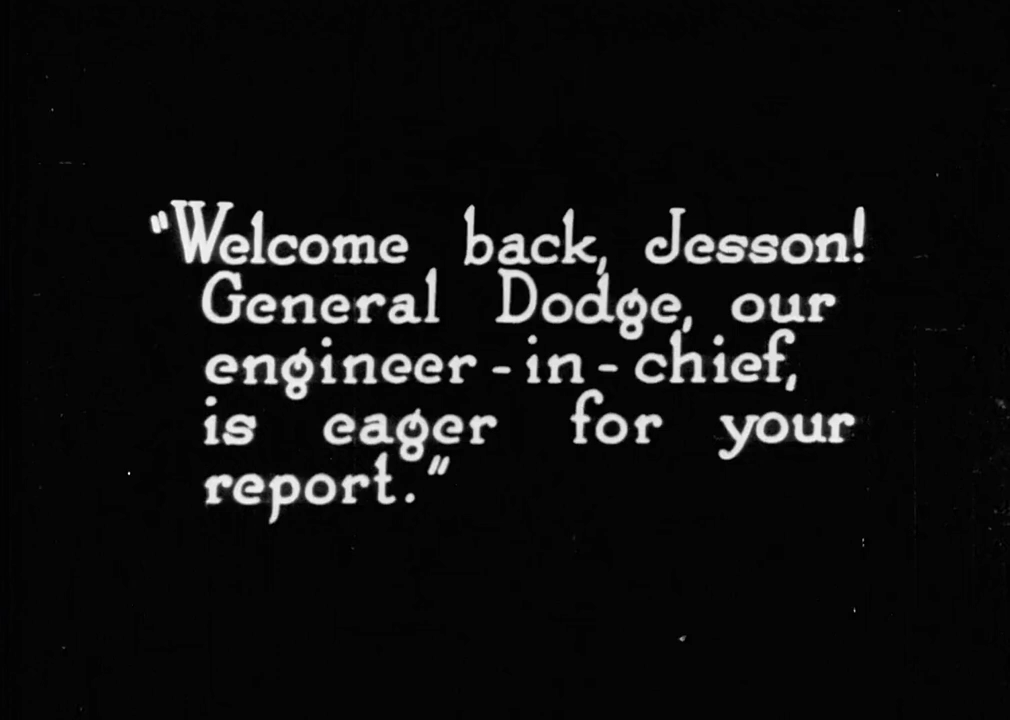 "Welcome back, Jesson!
General Dodge, our
engineer-in-chief,
is eager for your
report."